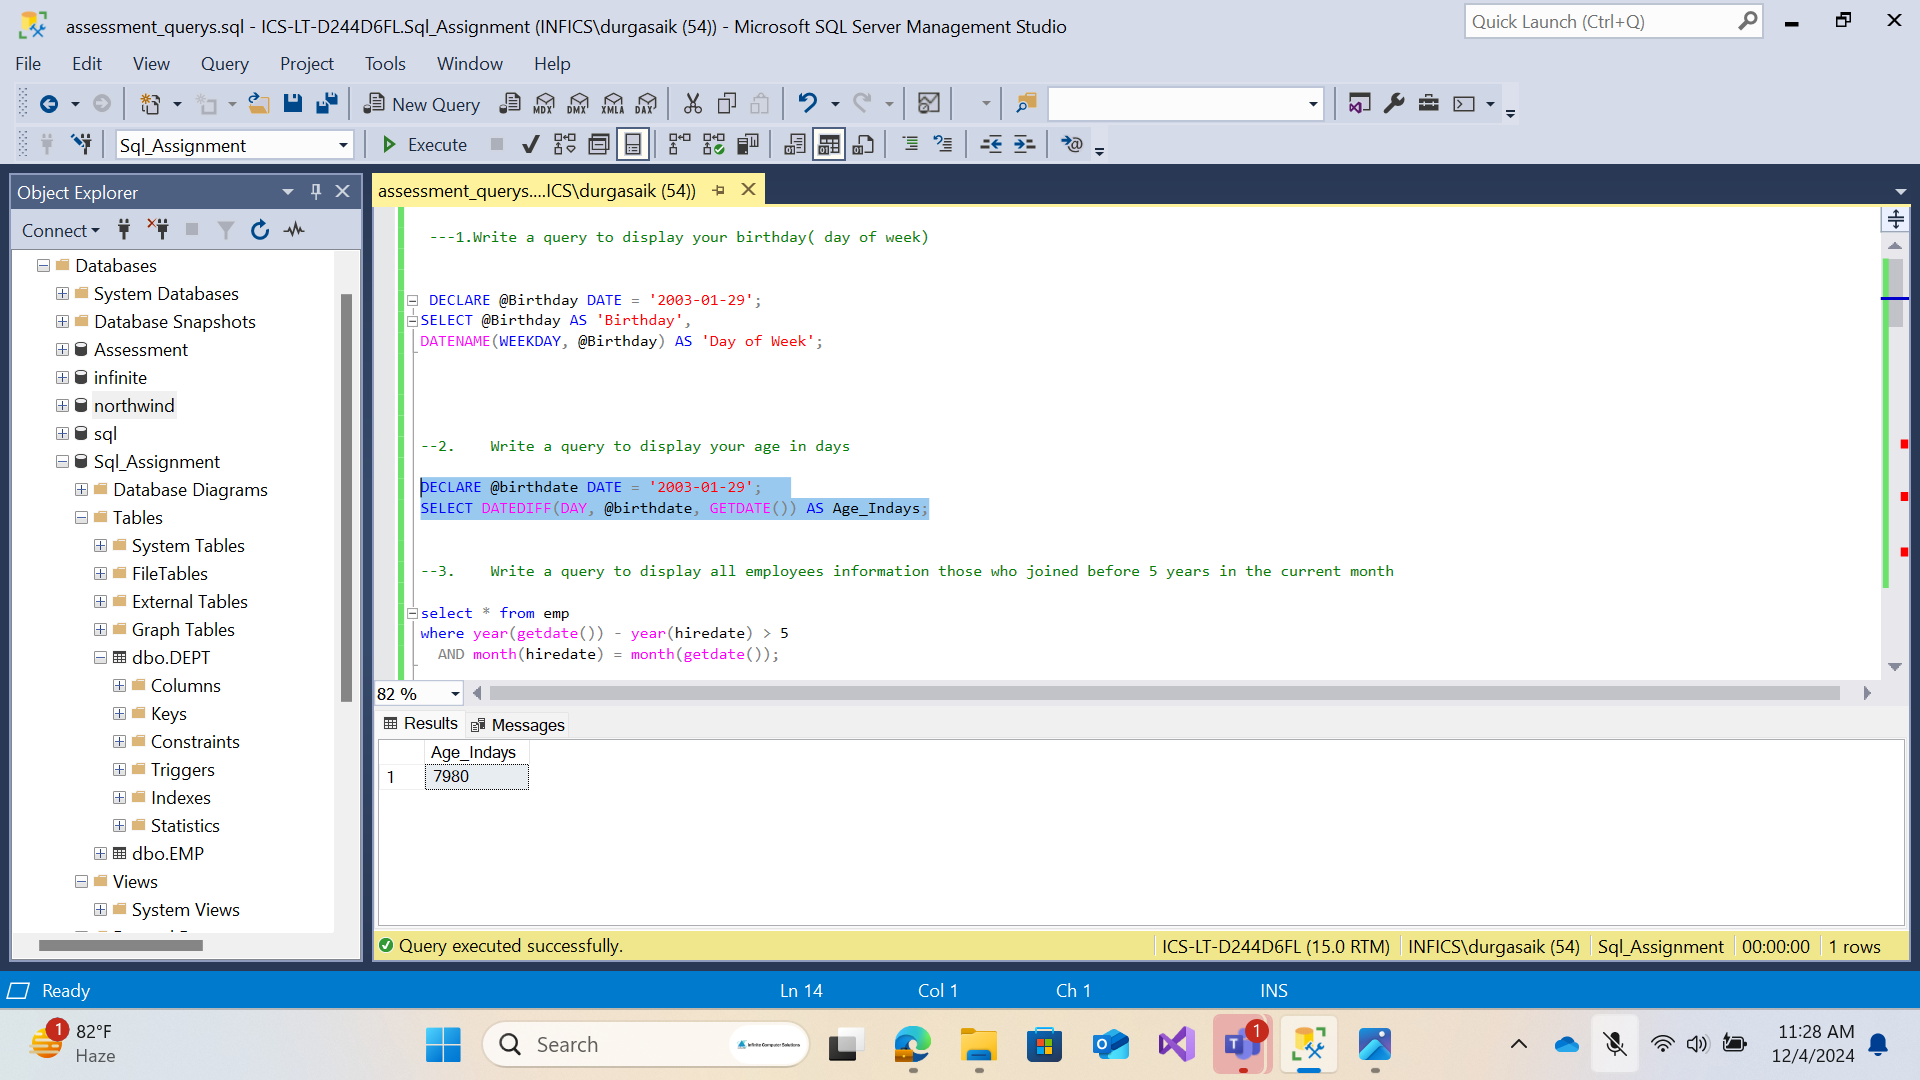 assessment_querys.sql - ICS-LT-D244D6FL.Sql_Assignment (INFICS\durgasaik (54)) - Microsoft SQL Server Management Studio
Quick Launch (Ctrl+Q)
File Edit View Query Project Tools Window Help
New Query MDX DMX XMLA DAX
Sql_Assignment Execute
Object Explorer
assessment_querys....ICS\durgasaik (54))
Connect
Databases
System Databases
Database Snapshots
Assessment
infinite
northwind
sql
Sql_Assignment
Database Diagrams
Tables
System Tables
FileTables
External Tables
Graph Tables
dbo.DEPT
Columns
Keys
Constraints
Triggers
Indexes
Statistics
dbo.EMP
Views
System Views
---1.Write a query to display your birthday( day of week)
DECLARE @Birthday DATE = '2003-01-29';
SELECT @Birthday AS 'Birthday',
DATENAME(WEEKDAY, @Birthday) AS 'Day of Week';
--2.    Write a query to display your age in days
DECLARE @birthdate DATE = '2003-01-29';
SELECT DATEDIFF(DAY, @birthdate, GETDATE()) AS Age_Indays;
--3.    Write a query to display all employees information those who joined before 5 years in the current month
select * from emp
where year(getdate()) - year(hiredate) > 5
AND month(hiredate) = month(getdate());
82 %
Results Messages
Age_Indays
1 7980
Query executed successfully.
ICS-LT-D244D6FL (15.0 RTM) INFICS\durgasaik (54) Sql_Assignment 00:00:00 1 rows
Ready Ln 14 Col 1 Ch 1 INS
1 82°F
Haze
Search
Infinite Computer Solutions
1
11:28 AM
12/4/2024